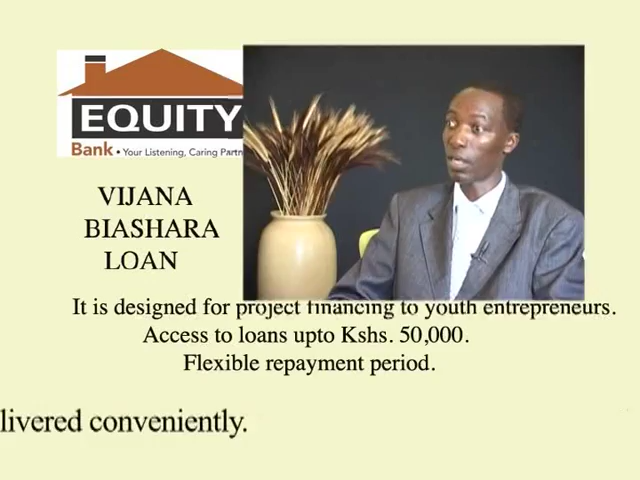 EQUITY
Bank • Your Listening, Caring Partn
VIJANA
BIASHARA
LOAN
It is designed for project financing to youth entrepreneurs.
Access to loans upto Kshs. 50,000.
Flexible repayment period.
livered conveniently.